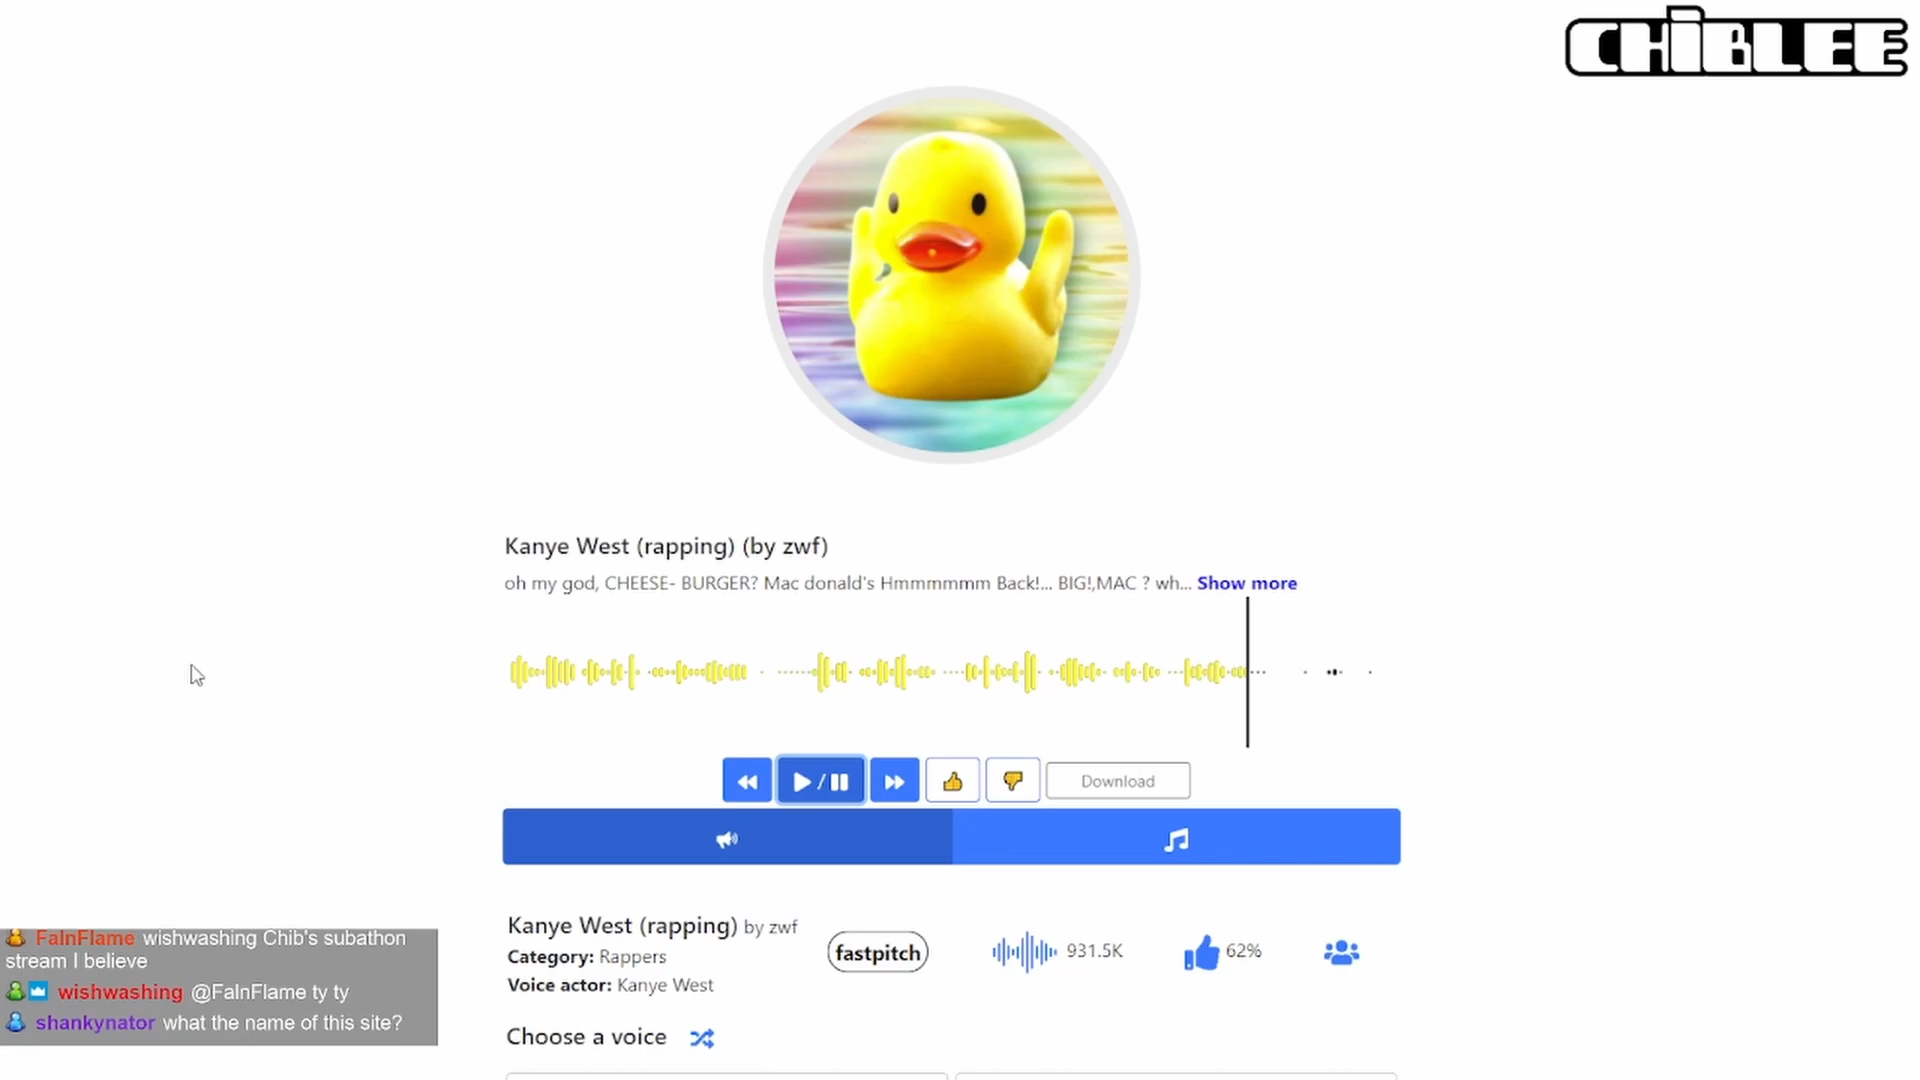 CHiBLEE
Kanye West (rapping) (by zwf)
oh my god, CHEESE- BURGER? Mac donald's Hmmmmmm Back!... BIG!,MAC ? wh... Show more
/
Download
Kanye West (rapping) by zwf
Category: Rappers
Voice actor: Kanye West
fastpitch
931.5K
62%
Choose a voice
FaInFlame wishwashing Chib's subathon
stream I believe
wishwashing @FaInFlame ty ty
shankynator what the name of this site?